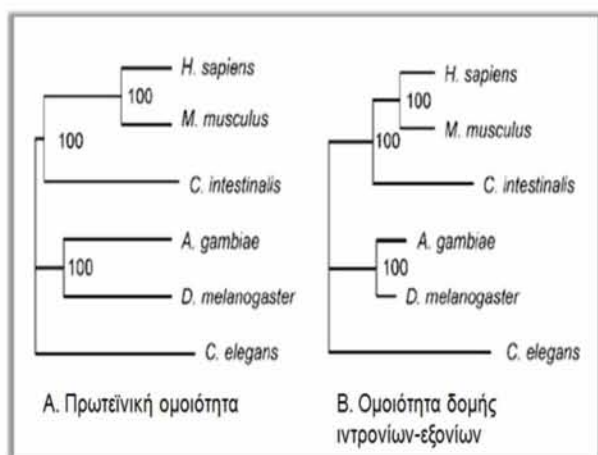 H. sapiens
100
M. musculus
100
C. intestinalis
A. gambiae
100
D. melanogaster
C. elegans
Α. Πρωτεϊνική ομοιότητα
H. sapiens
100
M. musculus
100
C. intestinalis
A. gambiae
100
D. melanogaster
C. elegans
Β. Ομοιότητα δομής
ιντρονίων-εξονίων